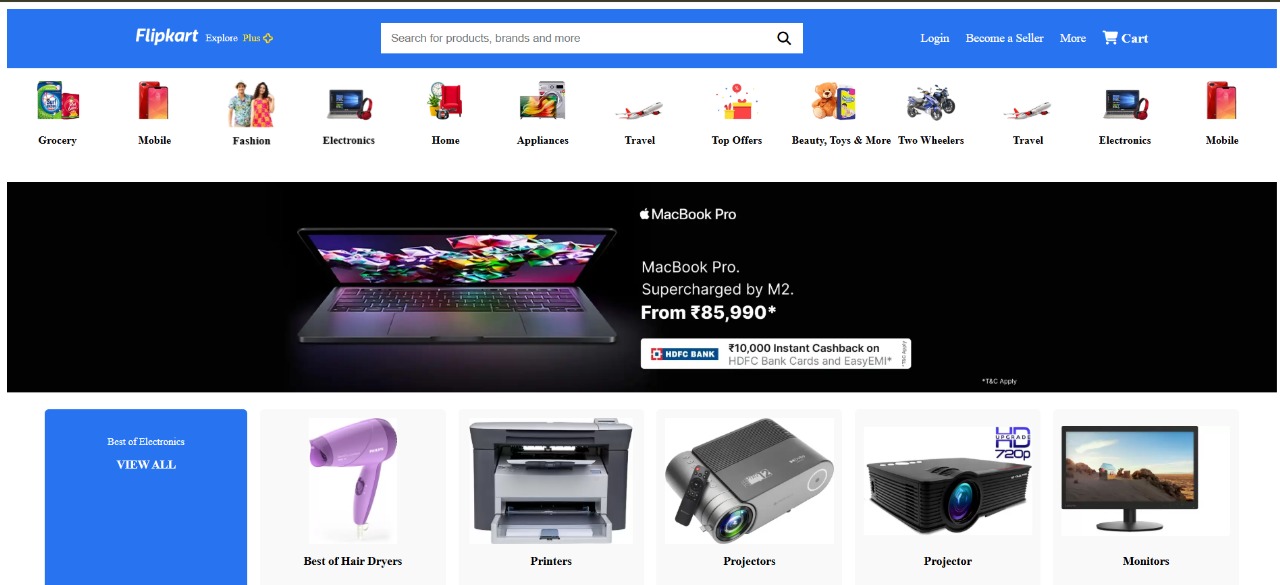 Flipkart Explore Plus
Search for products, brands and more
Login Become a Seller More Cart
Grocery Mobile Fashion Electronics Home Appliances Travel Top Offers Beauty, Toys & More Two Wheelers Travel Electronics Mobile
MacBook Pro
MacBook Pro.
Supercharged by M2.
From ₹85,990*
HDFC BANK
₹10,000 Instant Cashback on
HDFC Bank Cards and EasyEMI*
*T&C Apply
*T&C Apply
Best of Electronics
VIEW ALL
HD
UPGRADE
720p
Best of Hair Dryers Printers Projectors Projector Monitors